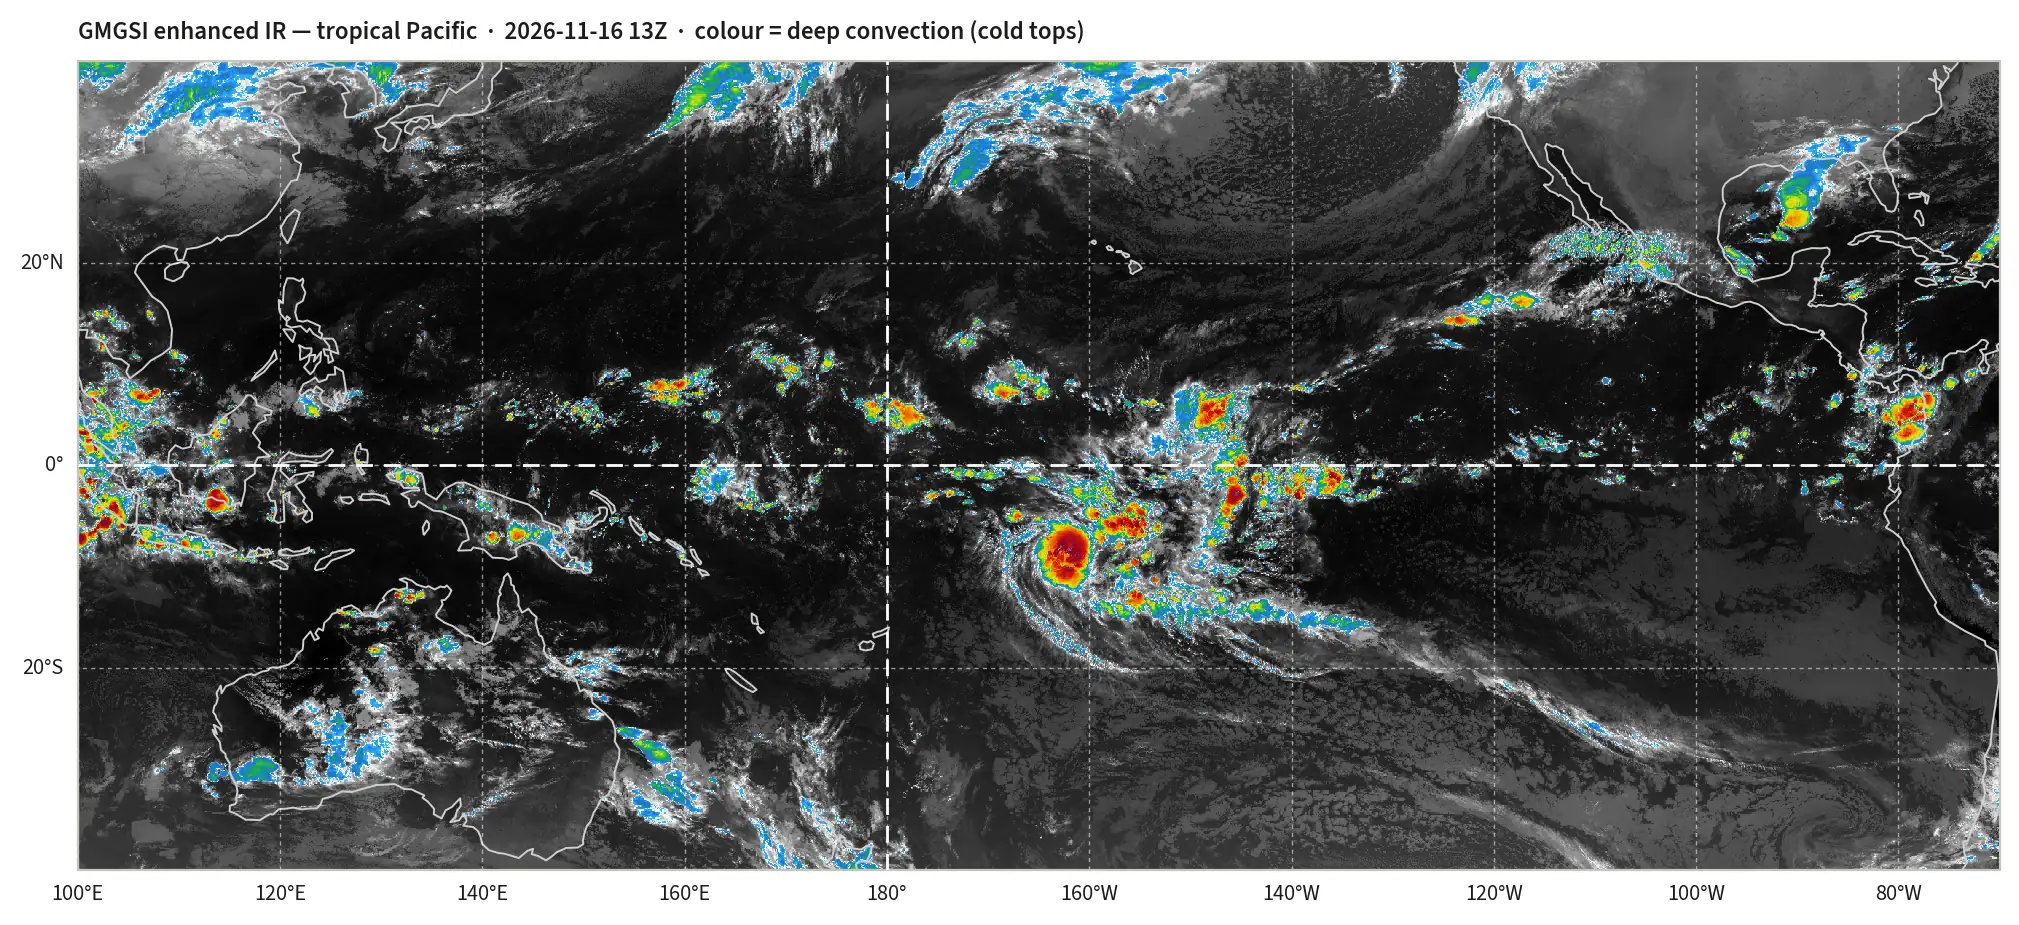 GMGSI enhanced IR — tropical Pacific · 2026-11-16 13Z · colour = deep convection (cold tops)
20°N
0°
20°S
100°E 120°E 140°E 160°E 180° 160°W 140°W 120°W 100°W 80°W